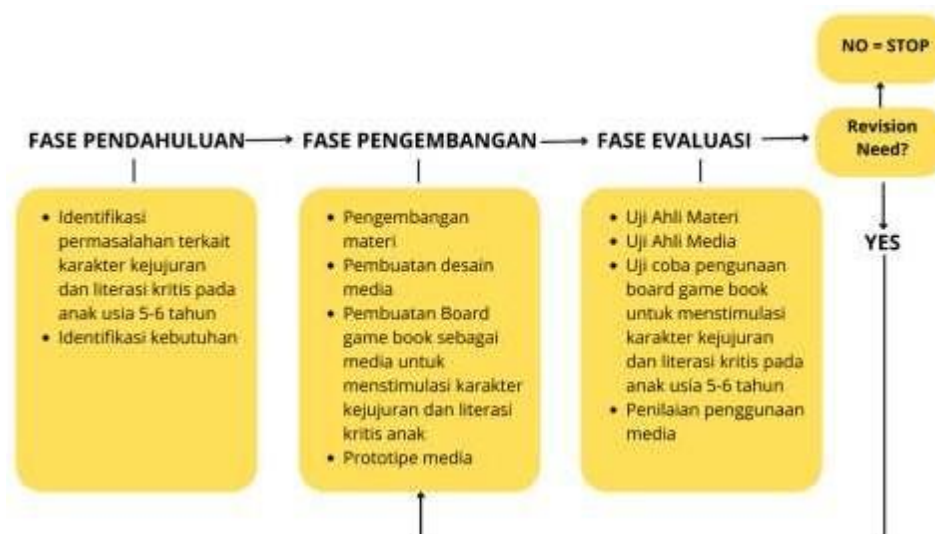 NO = STOP
FASE PENDAHULUAN
FASE PENGEMBANGAN
FASE EVALUASI
Revision
Need?
• Identifikasi
permasalahan terkait
karakter kejujuran
dan literasi kritis pada
anak usia 5-6 tahun
• Identifikasi kebutuhan
• Pengembangan
materi
• Pembuatan desain
media
• Pembuatan Board
game book sebagai
media untuk
menstimulasi karakter
kejujuran dan literasi
kritis anak
• Prototipe media
• Uji Ahli Materi
• Uji Ahli Media
• Uji coba pengunaan
board game book
untuk menstimulasi
karakter kejujuran
dan literasi kritis pada
anak usia 5-6 tahun
• Penilaian penggunaan
media
YES